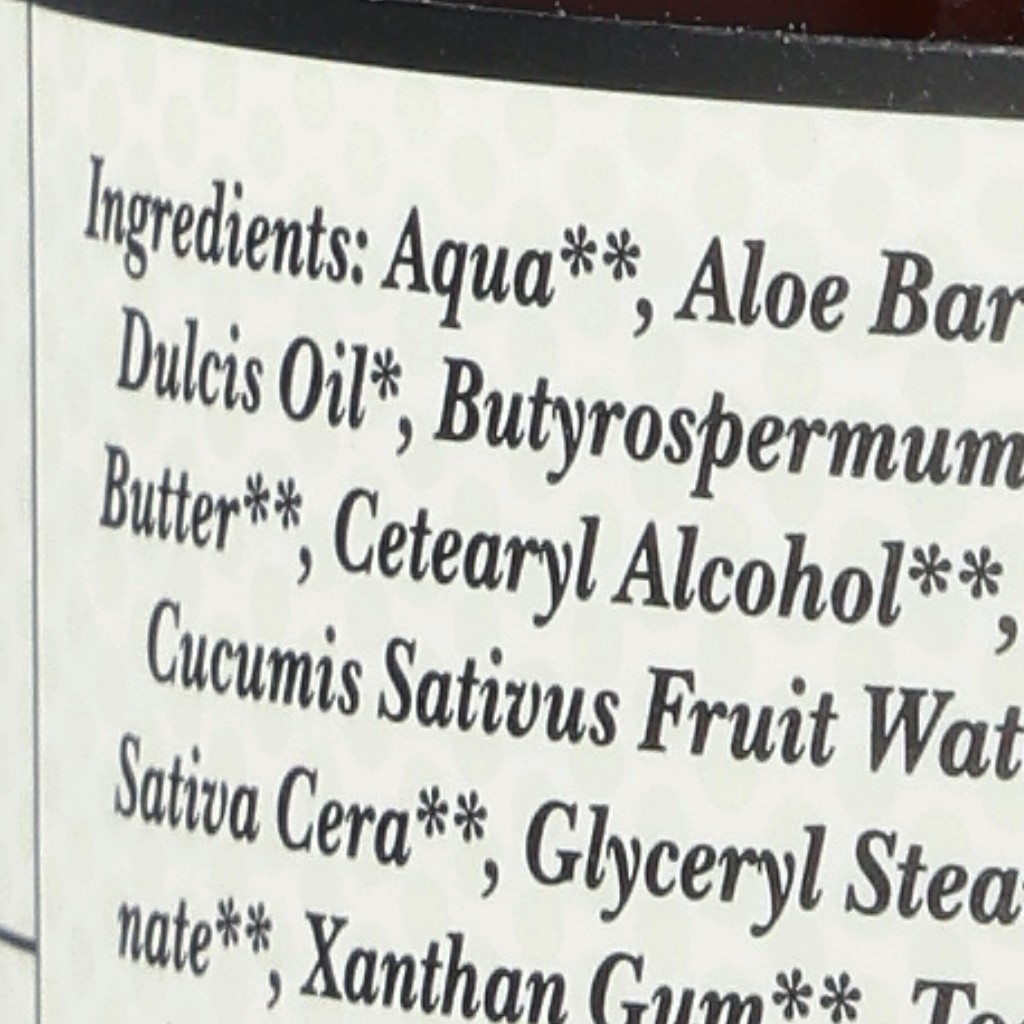 Ingredients: Aqua**, Aloe Bar
Dulcis Oil*, Butyrospermum
Butter**, Cetearyl Alcohol**,
Cucumis Sativus Fruit Wat
Sativa Cera**, Glyceryl Stea
nate**, Xanthan Gum**, To